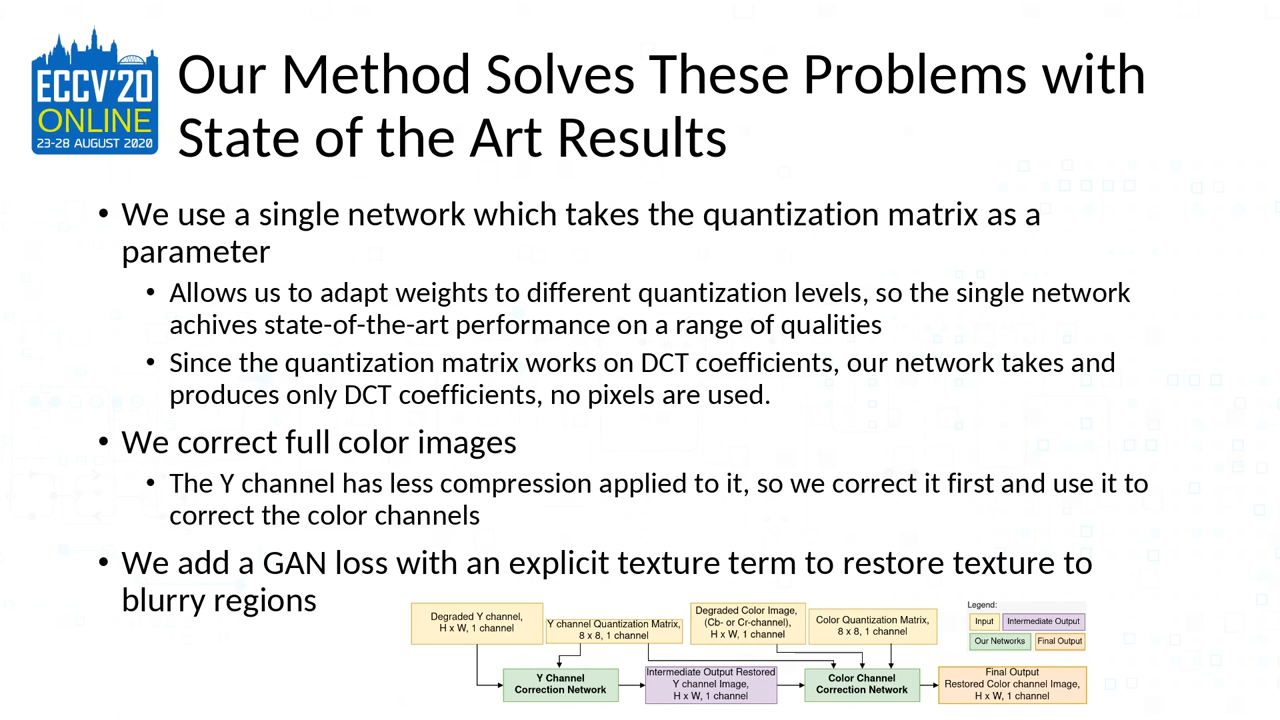 ECCV'20
ONLINE
23-28 AUGUST 2020
Our Method Solves These Problems with
State of the Art Results
• We use a single network which takes the quantization matrix as a
parameter
• Allows us to adapt weights to different quantization levels, so the single network
achives state-of-the-art performance on a range of qualities
• Since the quantization matrix works on DCT coefficients, our network takes and
produces only DCT coefficients, no pixels are used.
• We correct full color images
• The Y channel has less compression applied to it, so we correct it first and use it to
correct the color channels
• We add a GAN loss with an explicit texture term to restore texture to
blurry regions
Degraded Y channel,
H x W, 1 channel
Y channel Quantization Matrix,
8 x 8, 1 channel
Degraded Color Image,
(Cb- or Cr-channel),
H x W, 1 channel
Color Quantization Matrix,
8 x 8, 1 channel
Legend:
Input
Intermediate Output
Our Networks
Final Output
Y Channel
Correction Network
Intermediate Output Restored
Y channel Image,
H x W, 1 channel
Color Channel
Correction Network
Final Output
Restored Color channel Image,
H x W, 1 channel